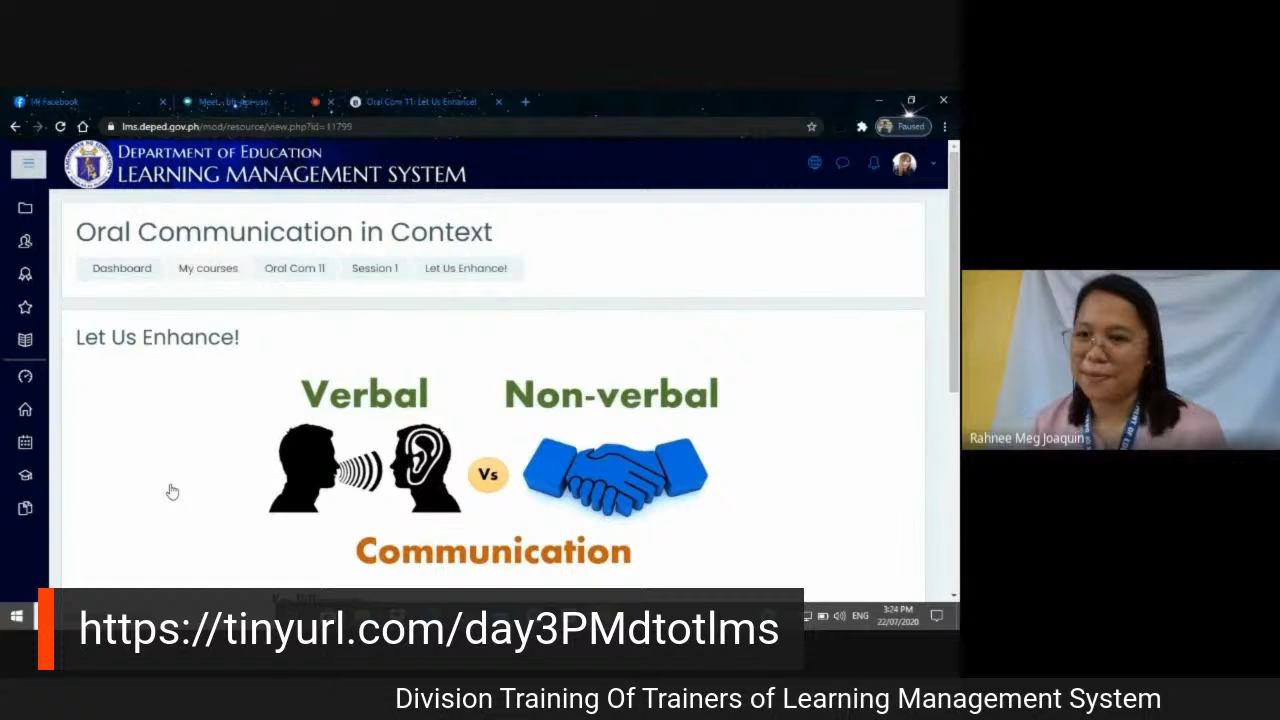 Facebook
Meet
Oral Com 11: Let Us Enhance!
lms.deped.gov.ph/mod/resource/view.php?id=11799
Paused
DEPARTMENT OF EDUCATION
LEARNING MANAGEMENT SYSTEM
Oral Communication in Context
Dashboard My courses Oral Com 11 Session 1 Let Us Enhance!
Let Us Enhance!
Verbal Non-verbal
Vs
Communication
Rahnee Meg Joaquin
ENG
3:24 PM
22/07/2020
https://tinyurl.com/day3PMdtotlms
Division Training Of Trainers of Learning Management System